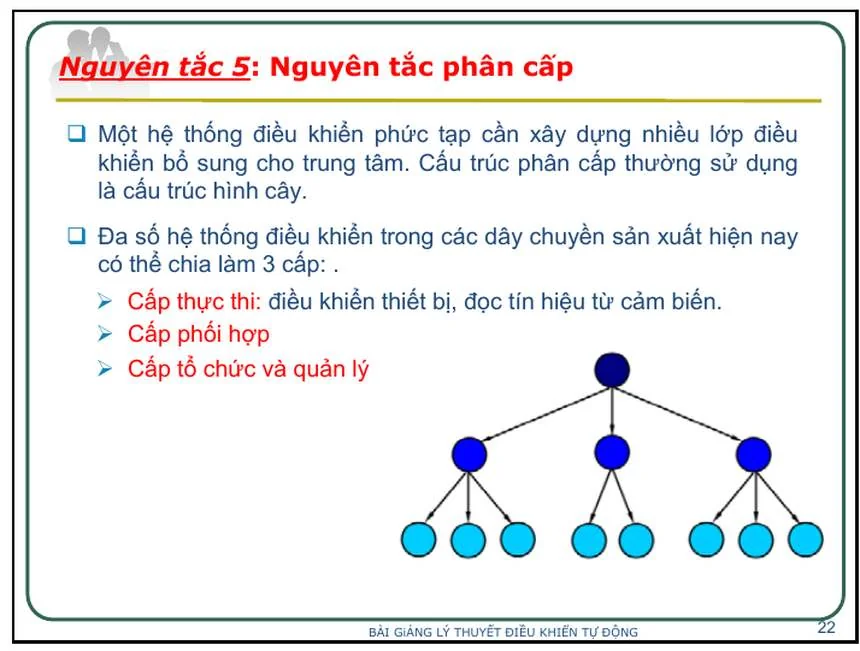 Nguyên tắc 5: Nguyên tắc phân cấp
Một hệ thống điều khiển phức tạp cần xây dựng nhiều lớp điều
khiển bổ sung cho trung tâm. Cấu trúc phân cấp thường sử dụng
là cấu trúc hình cây.
Đa số hệ thống điều khiển trong các dây chuyền sản xuất hiện nay
có thể chia làm 3 cấp: .
Cấp thực thi: điều khiển thiết bị, đọc tín hiệu từ cảm biến.
Cấp phối hợp
Cấp tổ chức và quản lý
BÀI GiẢNG LÝ THUYẾT ĐIỀU KHIỂN TỰ ĐỘNG
22